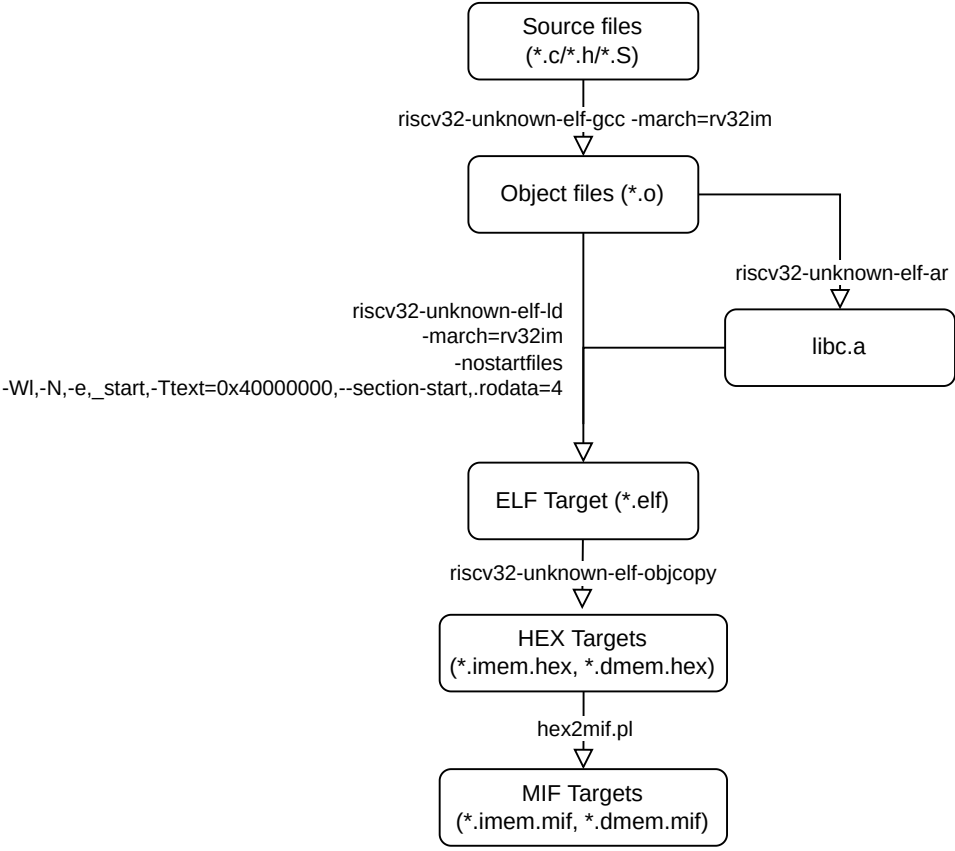 Source files
(*.c/*.h/*.S)
riscv32-unknown-elf-gcc -march=rv32im
Object files (*.o)
riscv32-unknown-elf-ar
riscv32-unknown-elf-ld
-march=rv32im
-nostartfiles
-Wl,-N,-e,_start,-Ttext=0x40000000,--section-start,.rodata=4
libc.a
ELF Target (*.elf)
riscv32-unknown-elf-objcopy
HEX Targets
(*.imem.hex, *.dmem.hex)
hex2mif.pl
MIF Targets
(*.imem.mif, *.dmem.mif)